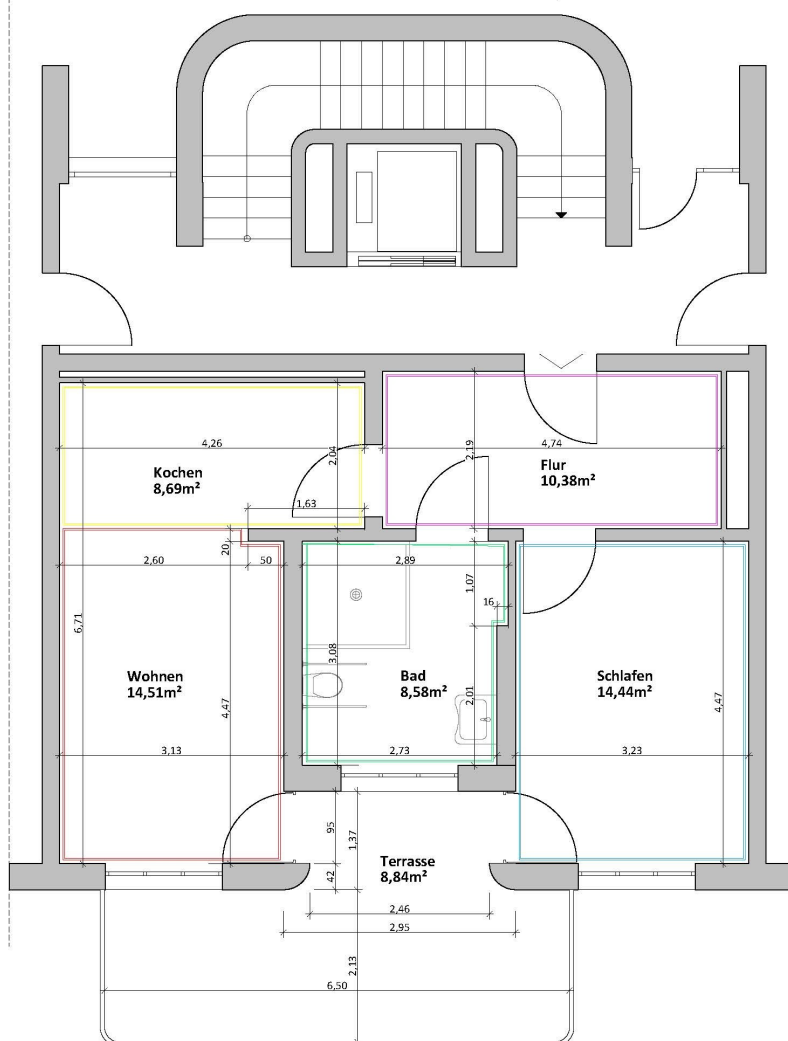 4,26
2,04
Kochen
8,69m²
1,63
2,19
4,74
Flur
10,38m²
20
2,60
50
2,89
1,07
16
6,71
3,08
Wohnen
14,51m²
4,47
Bad
8,58m²
2,01
Schlafen
14,44m²
4,47
3,13
2,73
3,23
95
1,37
42
Terrasse
8,84m²
2,46
2,95
2,13
6,50